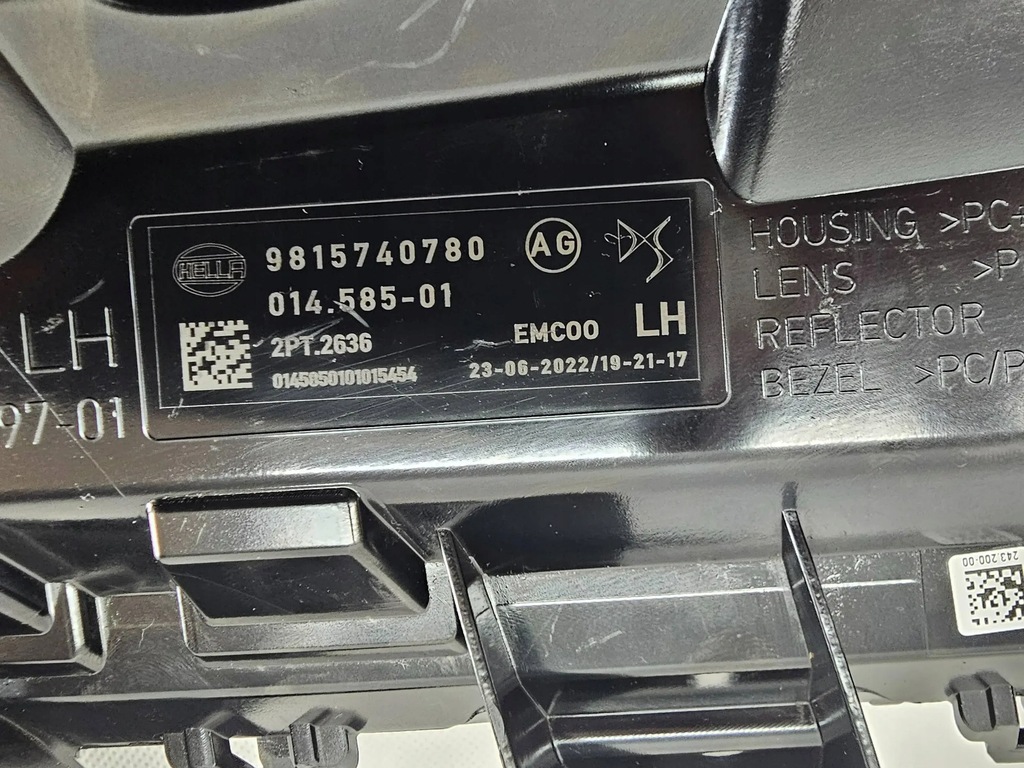 HELLA
9815740780
AG
DS
014.585-01
2PT.2636
EMC00
LH
0145850101015454
23-06-2022/19-21-17
LH
97-01
HOUSING >PC+
LENS >P
REFLECTOR
BEZEL >PC/P
243.200-00